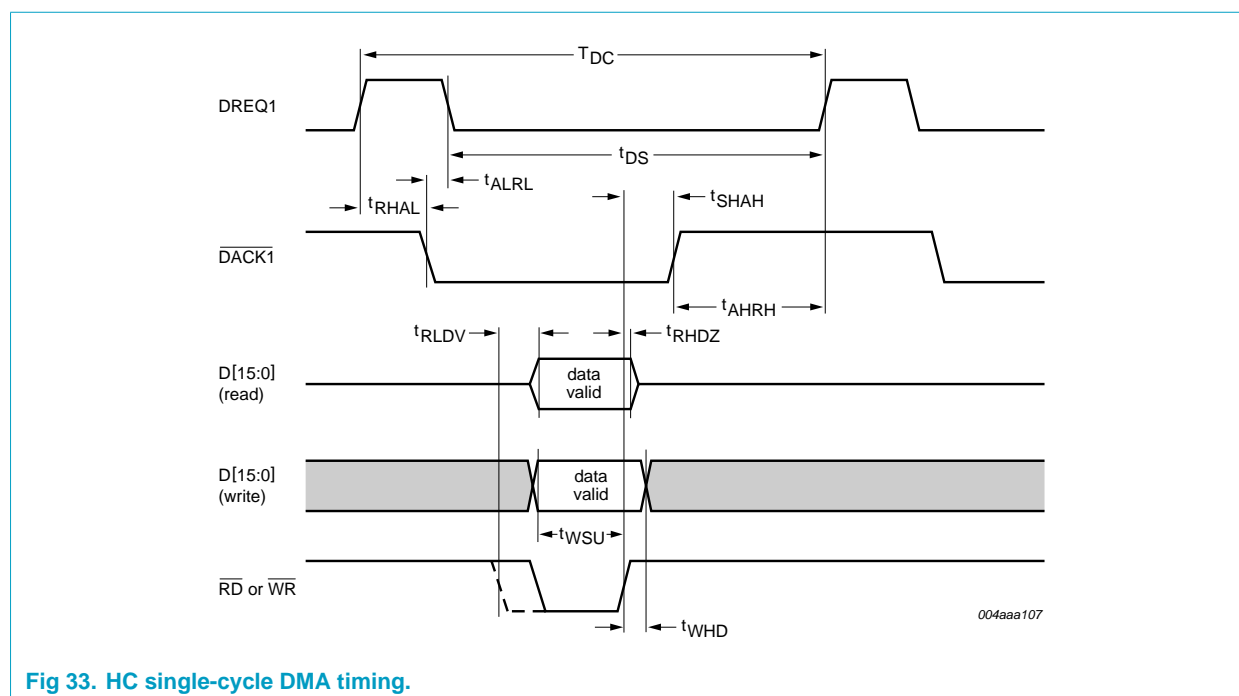 TDC
DREQ1
tDS
tALRL
tSHAH
tRHAL
DACK1
tAHRH
tRLDV
tRHDZ
D[15:0]
(read)
data
valid
D[15:0]
(write)
data
valid
tWSU
RD or WR
tWHD
004aaa107
Fig 33. HC single-cycle DMA timing.